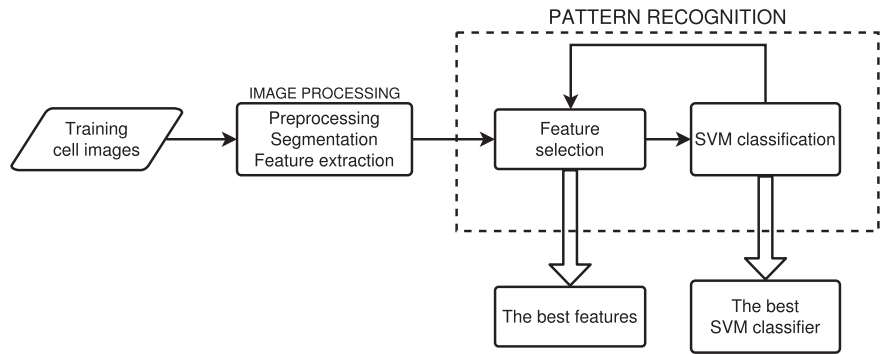 PATTERN RECOGNITION
IMAGE PROCESSING
Training
cell images
Preprocessing
Segmentation
Feature extraction
Feature
selection
SVM classification
The best features
The best
SVM classifier